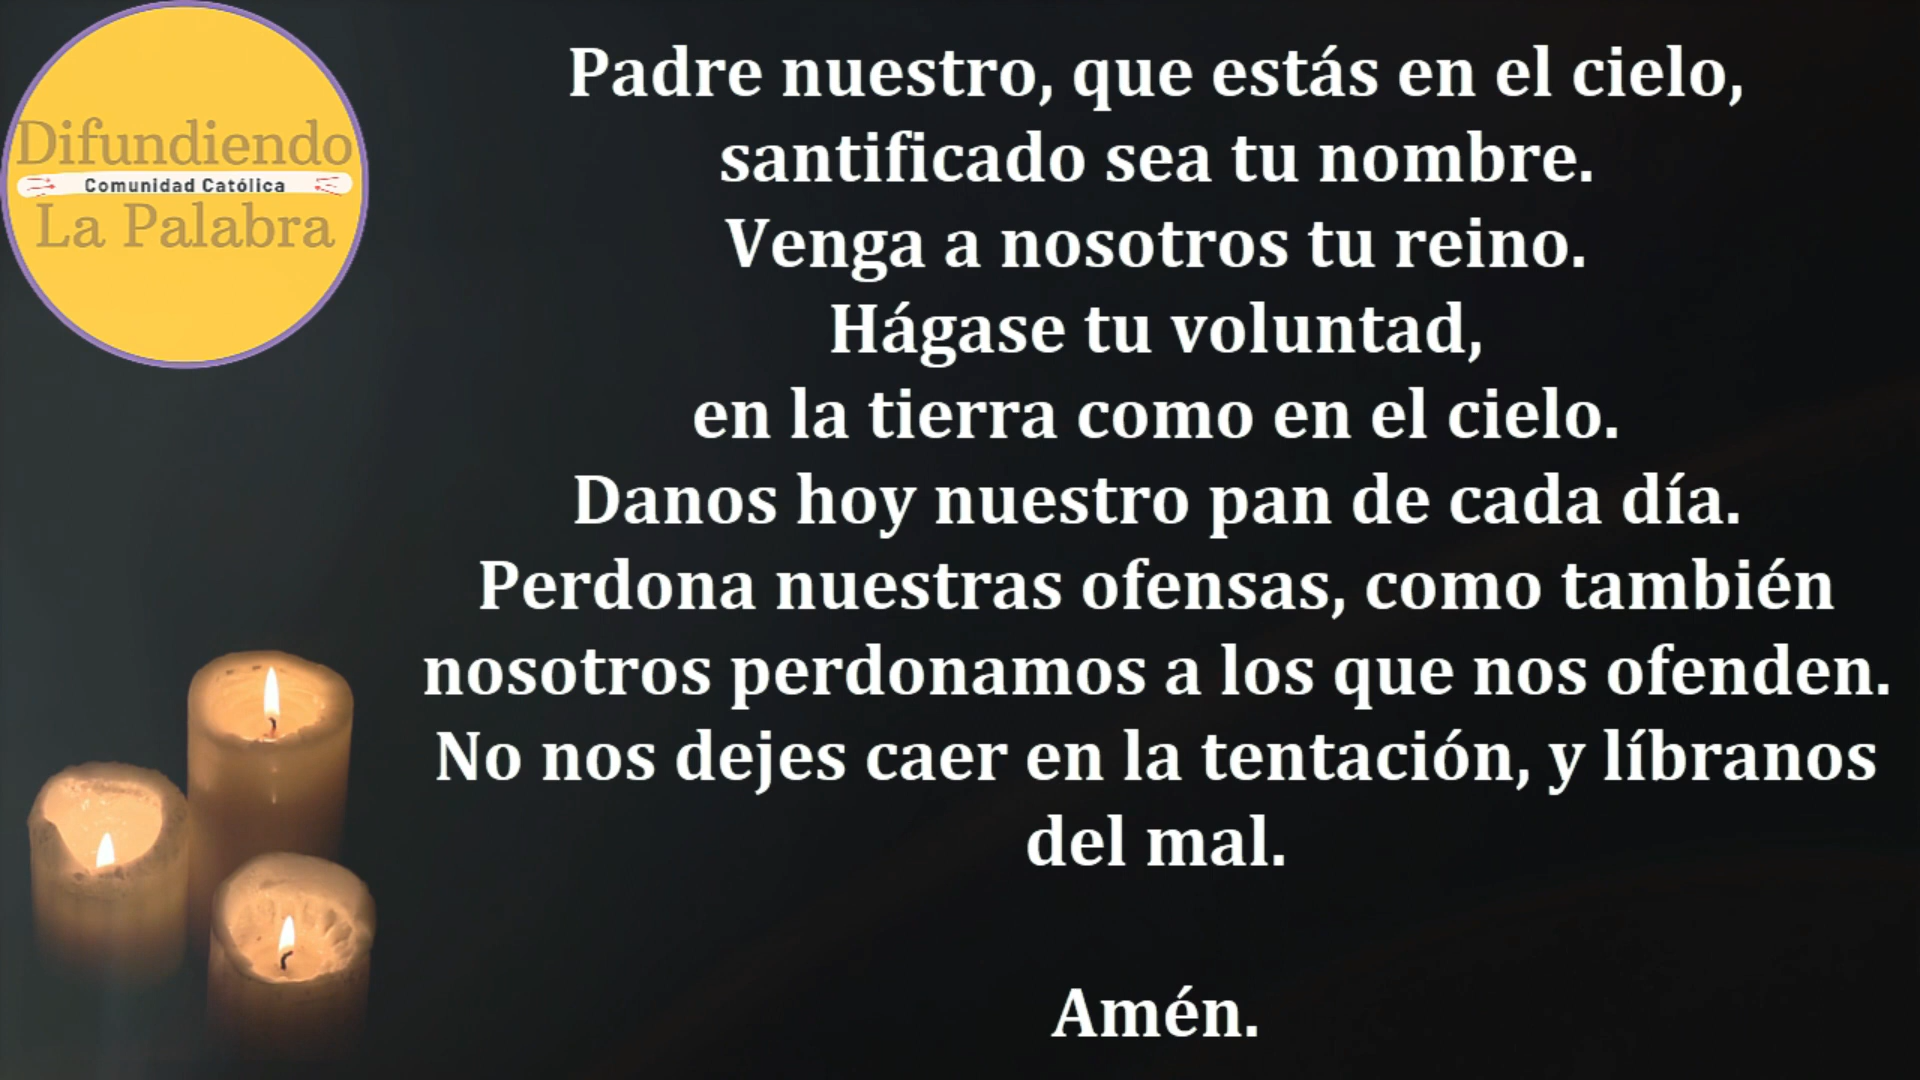 Difundiendo
Comunidad Católica
La Palabra
Padre nuestro, que estás en el cielo,
santificado sea tu nombre.
Venga a nosotros tu reino.
Hágase tu voluntad,
en la tierra como en el cielo.
Danos hoy nuestro pan de cada día.
Perdona nuestras ofensas, como también
nosotros perdonamos a los que nos ofenden.
No nos dejes caer en la tentación, y líbranos
del mal.
Amén.